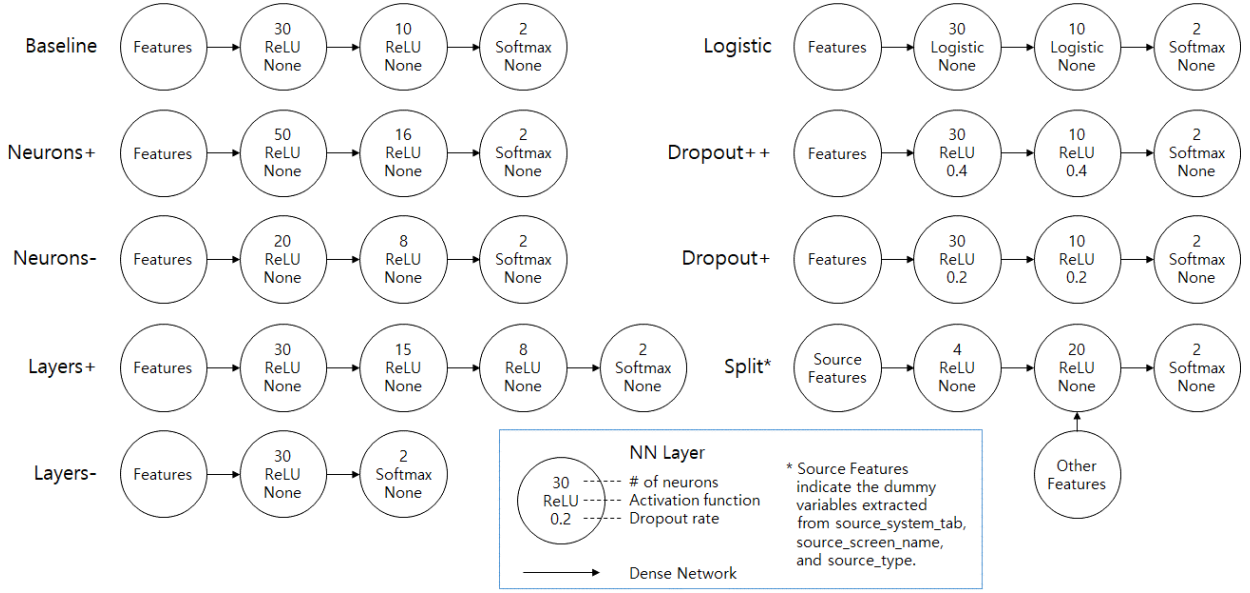 Baseline
Features
30
ReLU
None
10
ReLU
None
2
Softmax
None
Neurons+
Features
50
ReLU
None
16
ReLU
None
2
Softmax
None
Neurons-
Features
20
ReLU
None
8
ReLU
None
2
Softmax
None
Layers+
Features
30
ReLU
None
15
ReLU
None
8
ReLU
None
2
Softmax
None
Layers-
Features
30
ReLU
None
2
Softmax
None
Logistic
Features
30
Logistic
None
10
Logistic
None
2
Softmax
None
Dropout++
Features
30
ReLU
0.4
10
ReLU
0.4
2
Softmax
None
Dropout+
Features
30
ReLU
0.2
10
ReLU
0.2
2
Softmax
None
Split*
Source
Features
4
ReLU
None
20
ReLU
None
2
Softmax
None
Other
Features
NN Layer
30
ReLU
0.2
# of neurons
Activation function
Dropout rate
Dense Network
* Source Features
indicate the dummy
variables extracted
from source_system_tab,
source_screen_name,
and source_type.